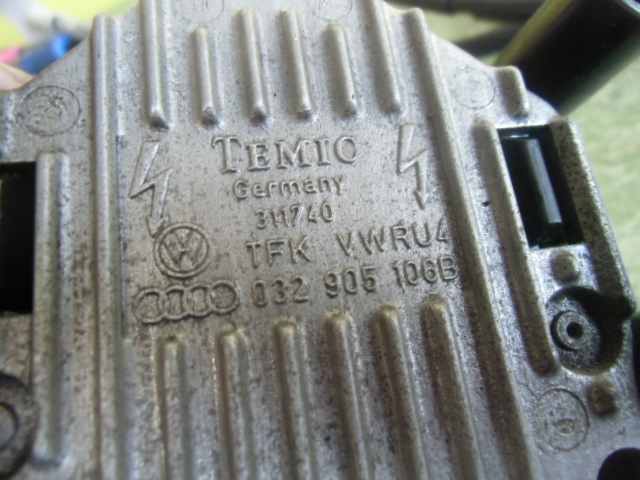 TEMIC
Germany
311740
TFK VWRU4
032 905 106B